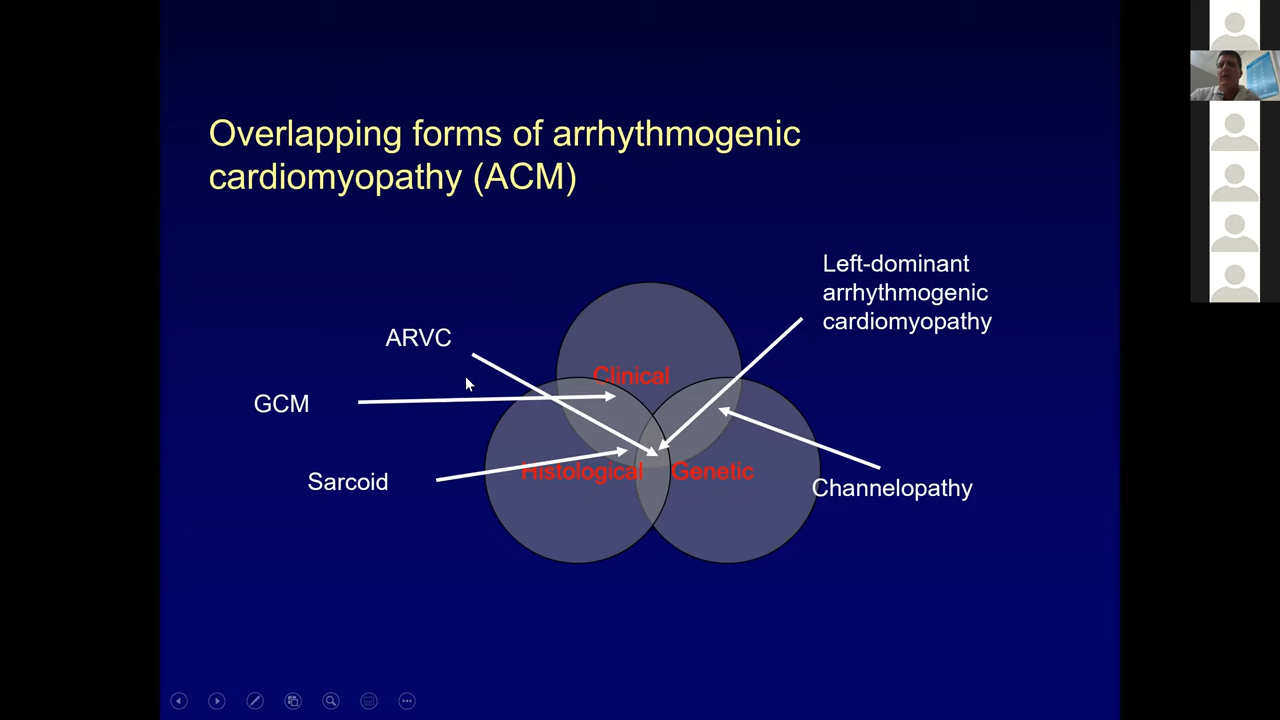 Overlapping forms of arrhythmogenic
cardiomyopathy (ACM)
Left-dominant
arrhythmogenic
cardiomyopathy
ARVC
Clinical
GCM
Histological
Genetic
Sarcoid
Channelopathy